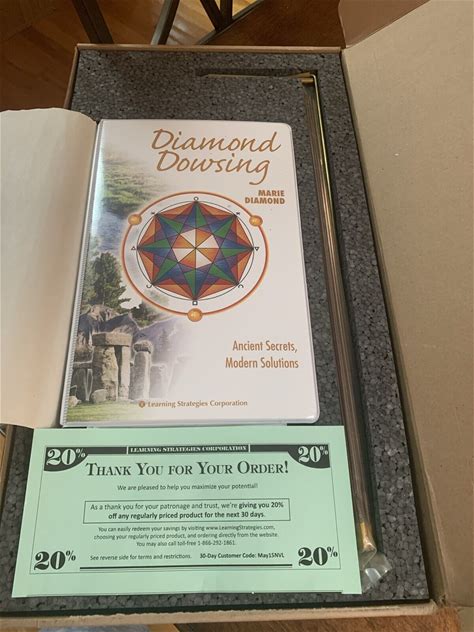 Diamond
Dowsing
MARIE
DIAMOND
Ancient Secrets,
Modern Solutions
Learning Strategies Corporation
LEARNING STRATEGIES CORPORATION
20%
20%
THANK YOU FOR YOUR ORDER!
We are pleased to help you maximize your potential!
As a thank you for your patronage and trust, we're giving you 20%
off any regularly priced product for the next 30 days.
You can easily redeem your savings by visiting www.LearningStrategies.com,
choosing your regularly priced product, and ordering directly from the website.
You may also call toll-free 1-866-292-1861.
See reverse side for terms and restrictions. 30-Day Customer Code: May15NVL
20%
20%